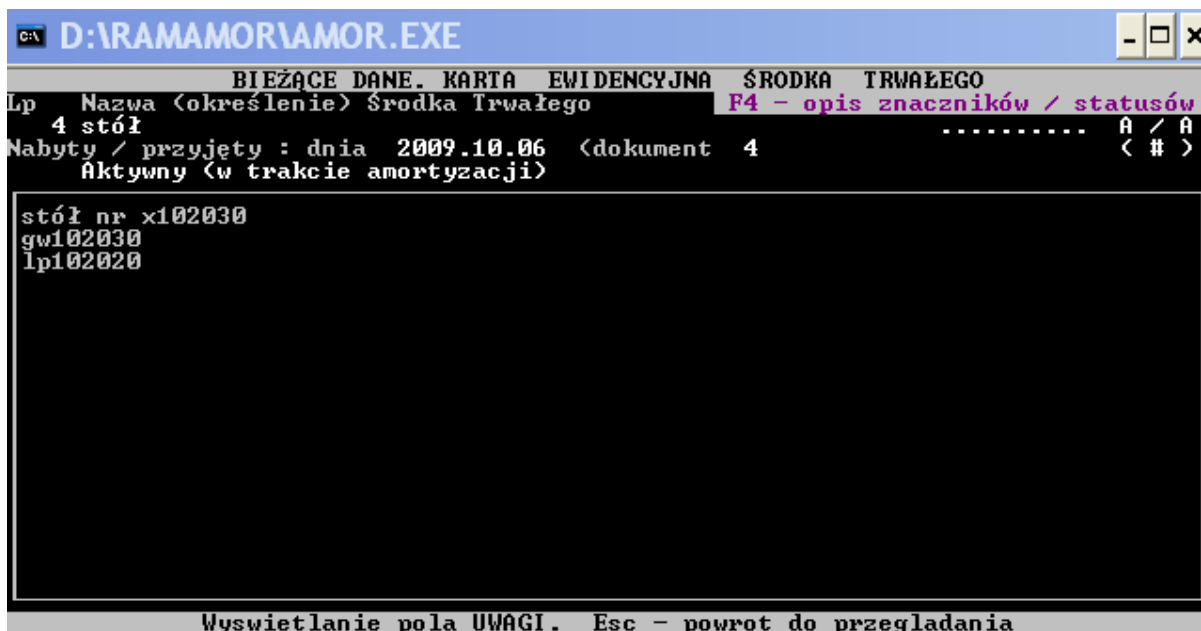 D:\RAMAMOR\AMOR.EXE
BIEŻĄCE DANE. KARTA EWIDENCYJNA ŚRODKA TRWAŁEGO
Lp Nazwa (określenie) Środka Trwałego F4 - opis znaczników / statusów
4 stół .......... A / A
Nabyty / przyjęty : dnia 2009.10.06 (dokument 4 ( # )
Aktywny (w trakcie amortyzacji)
stół nr x102030
gw102030
lp102020
Wyswietlanie pola UWAGI. Esc - powrot do przegladania